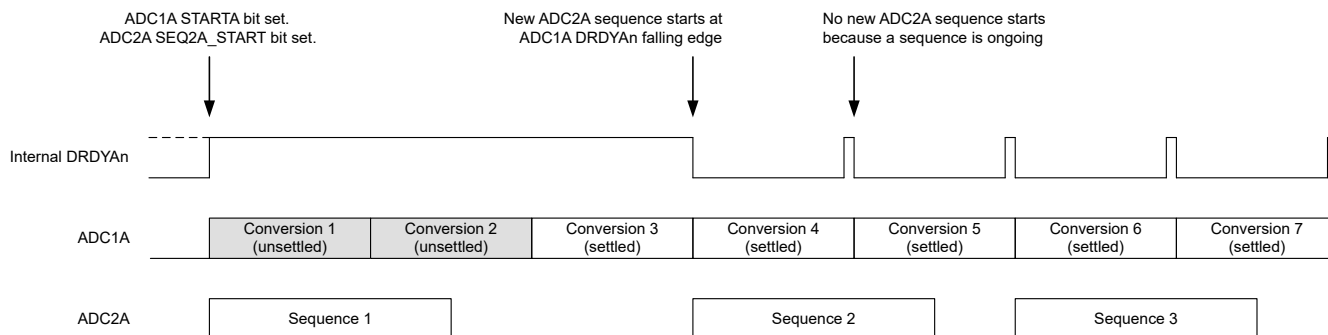 ADC1A STARTA bit set.
ADC2A SEQ2A_START bit set.
New ADC2A sequence starts at
ADC1A DRDYAn falling edge
No new ADC2A sequence starts
because a sequence is ongoing
Internal DRDYAn
ADC1A
Conversion 1
(unsettled)
Conversion 2
(unsettled)
Conversion 3
(settled)
Conversion 4
(settled)
Conversion 5
(settled)
Conversion 6
(settled)
Conversion 7
(settled)
ADC2A
Sequence 1
Sequence 2
Sequence 3